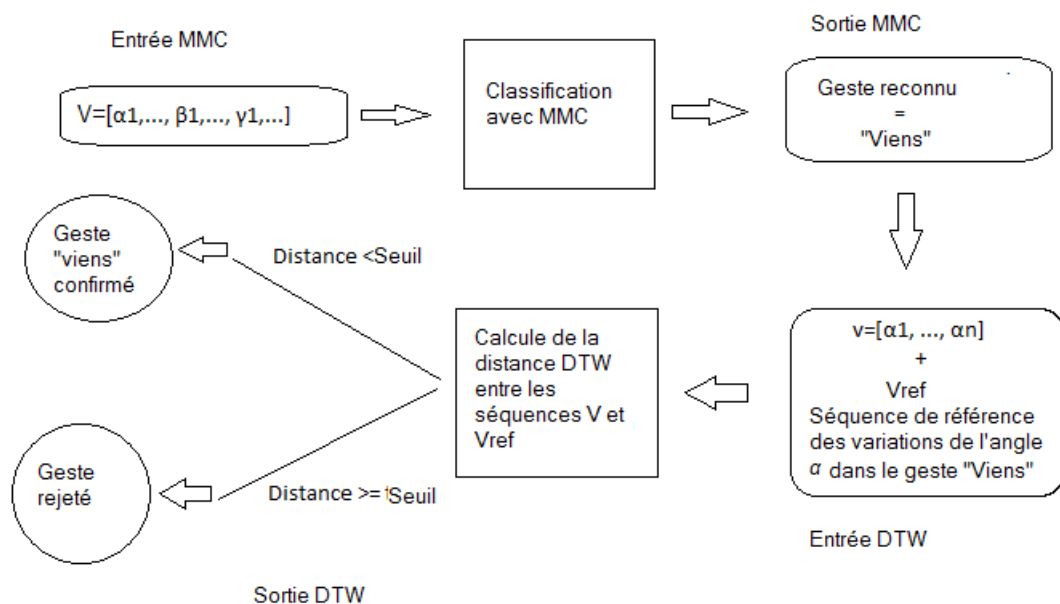 Entrée MMC
V=[α1,..., β1,..., γ1,...]
Classification
avec MMC
Sortie MMC
Geste reconnu
=
"Viens"
v=[α1, ..., αn]
+
Vref
Séquence de référence
des variations de l'angle
α dans le geste "Viens"
Entrée DTW
Calcule de la
distance DTW
entre les
séquences V et
Vref
Distance <Seuil
Geste
"viens"
confirmé
Distance >= Seuil
Geste
rejeté
Sortie DTW